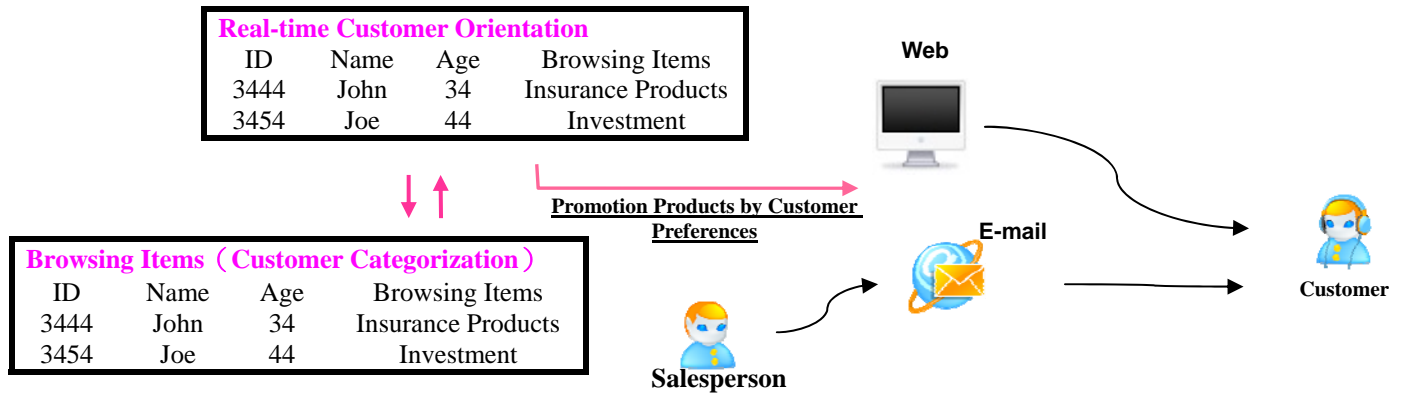 Real-time Customer Orientation
ID Name Age Browsing Items
3444 John 34 Insurance Products
3454 Joe 44 Investment
Web
Promotion Products by Customer
Preferences
Browsing Items（Customer Categorization）
ID Name Age Browsing Items
3444 John 34 Insurance Products
3454 Joe 44 Investment
E-mail
Customer
Salesperson